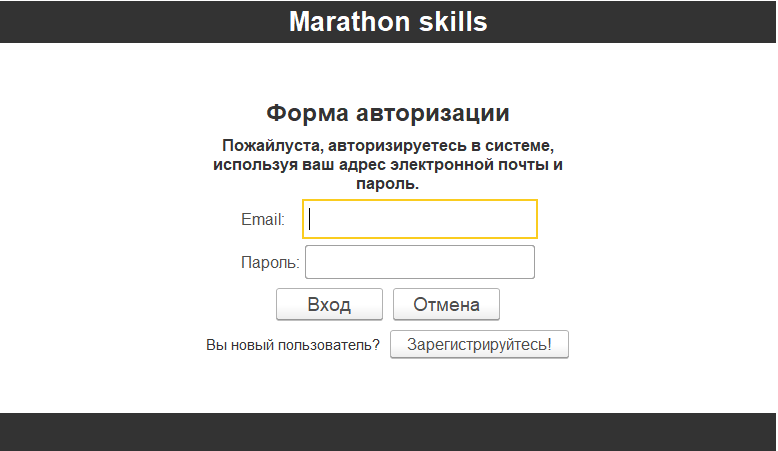 Marathon skills
Форма авторизации
Пожайлуста, авторизируетесь в системе,
используя ваш адрес электронной почты и
пароль.
Email:
Пароль:
Вход Отмена
Вы новый пользователь? Зарегистрируйтесь!